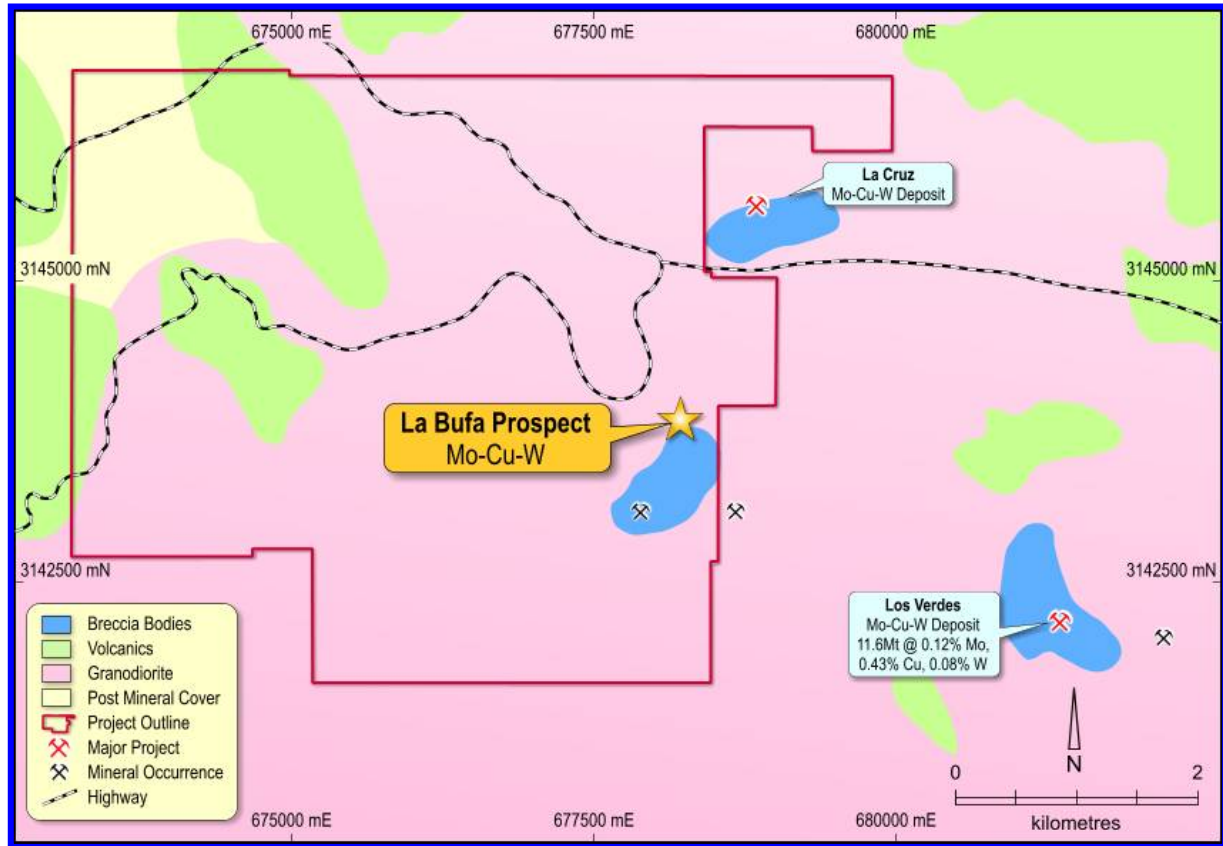 675000 mE
677500 mE
680000 mE
La Cruz
Mo-Cu-W Deposit
3145000 mN
3145000 mN
La Bufa Prospect
Mo-Cu-W
3142500 mN
3142500 mN
Los Verdes
Mo-Cu-W Deposit
11.6Mt @ 0.12% Mo,
0.43% Cu, 0.08% W
Breccia Bodies
Volcanics
Granodiorite
Post Mineral Cover
Project Outline
Major Project
Mineral Occurrence
Highway
N
0
2
kilometres
675000 mE
677500 mE
680000 mE